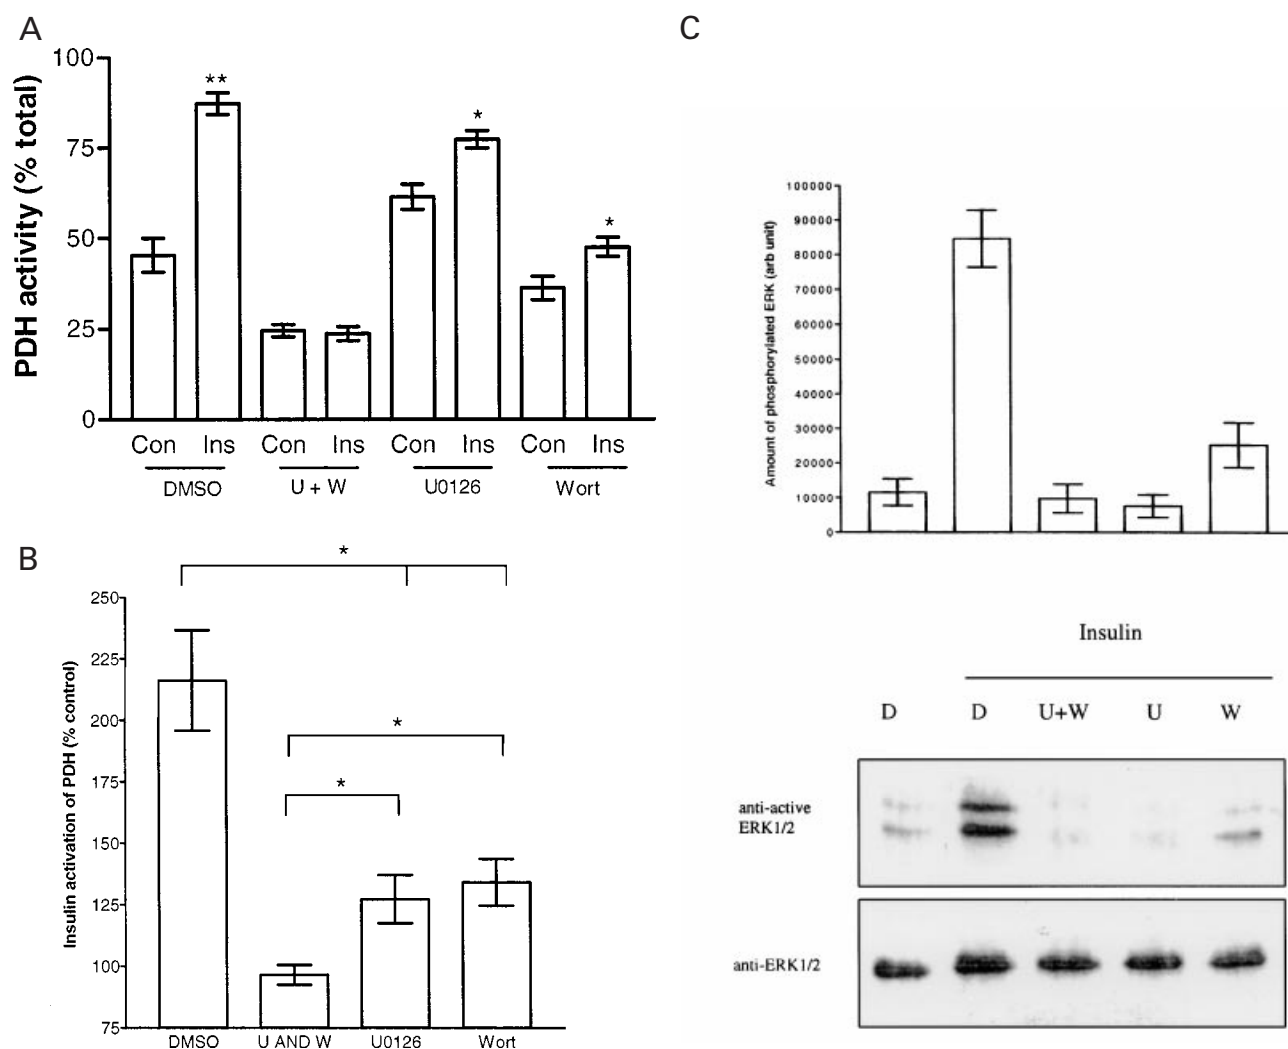 A
PDH activity (% total)
100
75
50
25
0
**
*
*
Con Ins Con Ins Con Ins Con Ins
DMSO U + W U0126 Wort
B
Insulin activation of PDH (% control)
250
225
200
175
150
125
100
75
*
*
*
DMSO U AND W U0126 Wort
C
Amount of phosphorylated ERK (arb unit)
100000
90000
80000
70000
60000
50000
40000
30000
20000
10000
0
Insulin
D D U+W U W
anti-active
ERK1/2
anti-ERK1/2